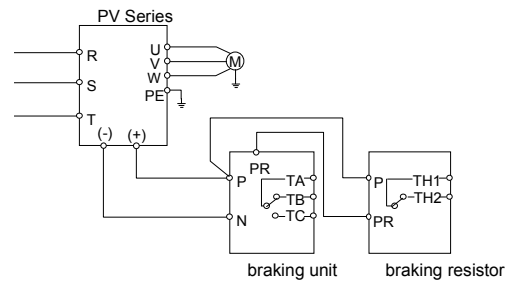 PV Series
R
S
T
U
V
W
PE
M
(-)
(+)
PR
P
N
TA
TB
TC
P
PR
TH1
TH2
braking unit
braking resistor